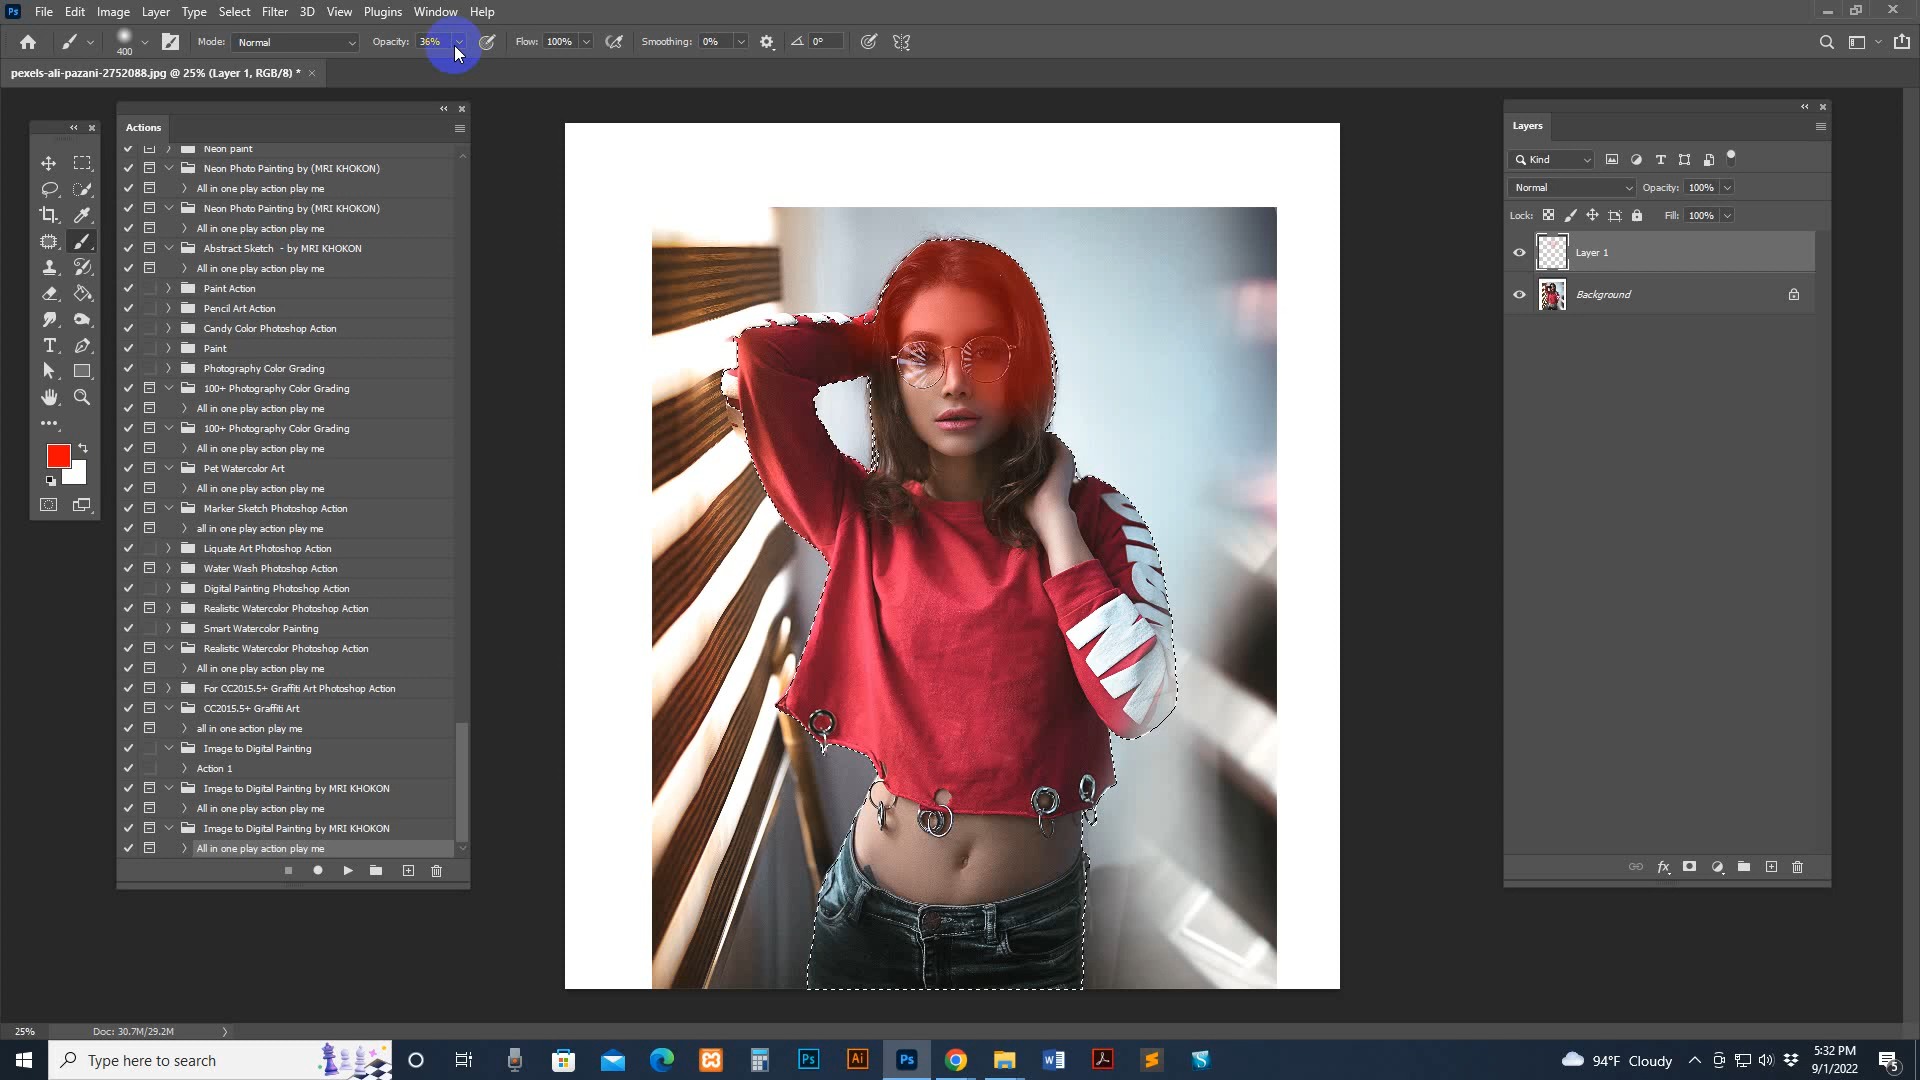 Ps File Edit Image Layer Type Select Filter 3D View Plugins Window Help
400 Mode: Normal Opacity: 36% Flow: 100% Smoothing: 0% 0°
pexels-ali-pazani-2752088.jpg @ 25% (Layer 1, RGB/8) *
Actions
Neon paint
Neon Photo Painting by (MRI KHOKON)
All in one play action play me
Neon Photo Painting by (MRI KHOKON)
All in one play action play me
Abstract Sketch - by MRI KHOKON
All in one play action play me
Paint Action
Pencil Art Action
Candy Color Photoshop Action
Paint
Photography Color Grading
100+ Photography Color Grading
All in one play action play me
100+ Photography Color Grading
All in one play action play me
Pet Watercolor Art
All in one play action play me
Marker Sketch Photoshop Action
all in one play action play me
Liquate Art Photoshop Action
Water Wash Photoshop Action
Digital Painting Photoshop Action
Realistic Watercolor Photoshop Action
Smart Watercolor Painting
Realistic Watercolor Photoshop Action
All in one play action play me
For CC2015.5+ Graffiti Art Photoshop Action
CC2015.5+ Graffiti Art
all in one action play me
Image to Digital Painting
Action 1
Image to Digital Painting by MRI KHOKON
All in one play action play me
Image to Digital Painting by MRI KHOKON
All in one play action play me
Layers
Kind
Normal Opacity: 100%
Lock: Fill: 100%
Layer 1
Background
25% Doc: 30.7M/29.2M
Type here to search
Ps Ai Ps
94°F Cloudy
5:32 PM
9/1/2022
5